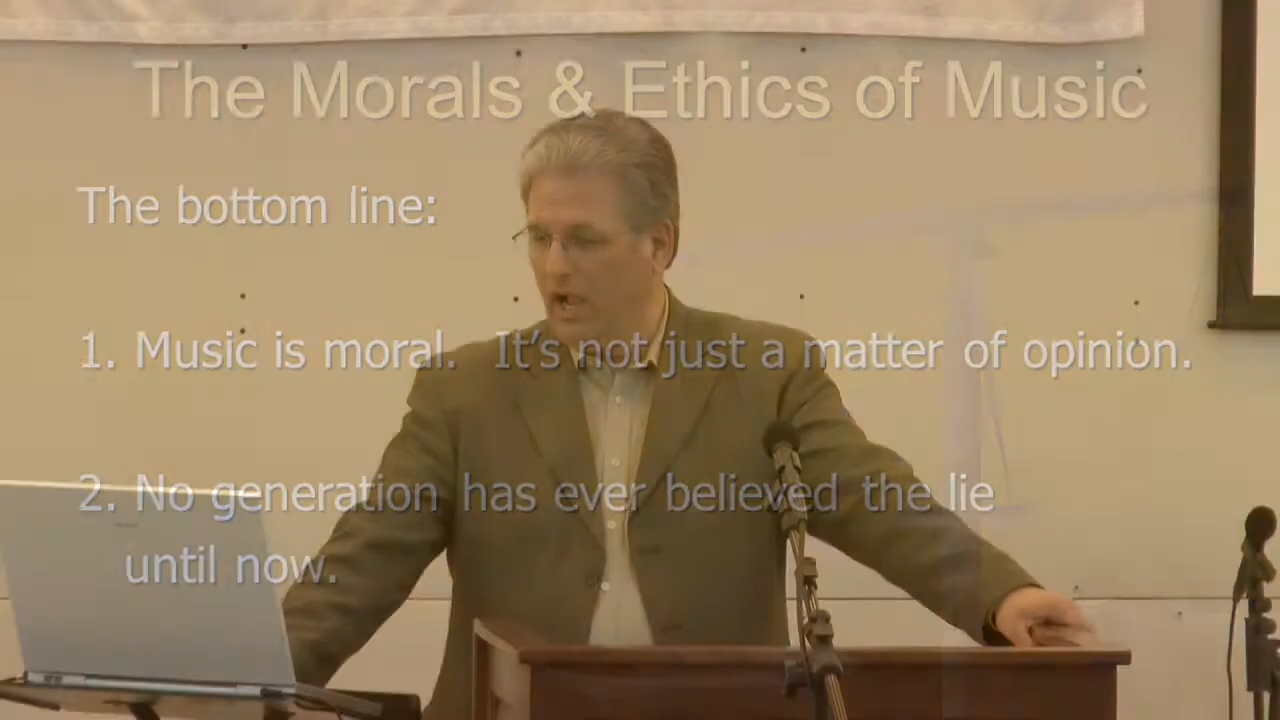 The Morals & Ethics of Music
The bottom line:
1. Music is moral. It's not just a matter of opinion.
2. No generation has ever believed the lie
until now.